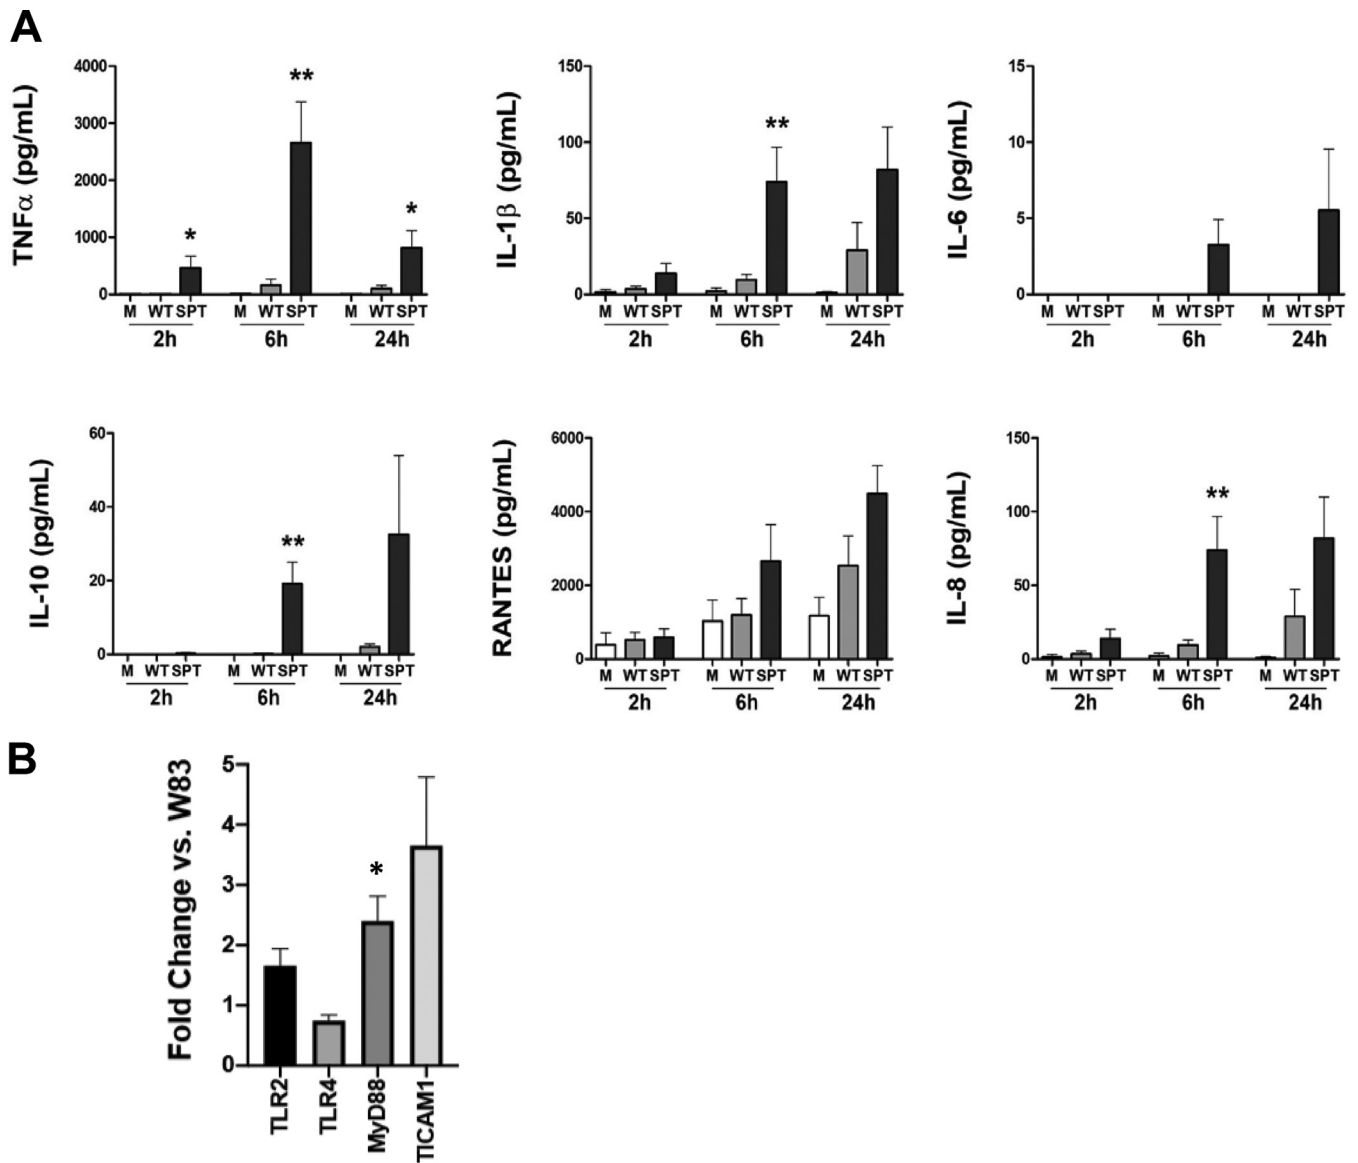 A
TNFα (pg/mL)
4000
3000
2000
1000
0
*
**
*
M WT SPT M WT SPT M WT SPT
2h 6h 24h
IL-1β (pg/mL)
150
100
50
0
**
M WT SPT M WT SPT M WT SPT
2h 6h 24h
IL-6 (pg/mL)
15
10
5
0
M WT SPT M WT SPT M WT SPT
2h 6h 24h
IL-10 (pg/mL)
60
40
20
0
**
M WT SPT M WT SPT M WT SPT
2h 6h 24h
RANTES (pg/mL)
6000
4000
2000
0
M WT SPT M WT SPT M WT SPT
2h 6h 24h
IL-8 (pg/mL)
150
100
50
0
**
M WT SPT M WT SPT M WT SPT
2h 6h 24h
B
Fold Change vs. W83
5
4
3
2
1
0
*
TLR2
TLR4
MyD88
TICAM1